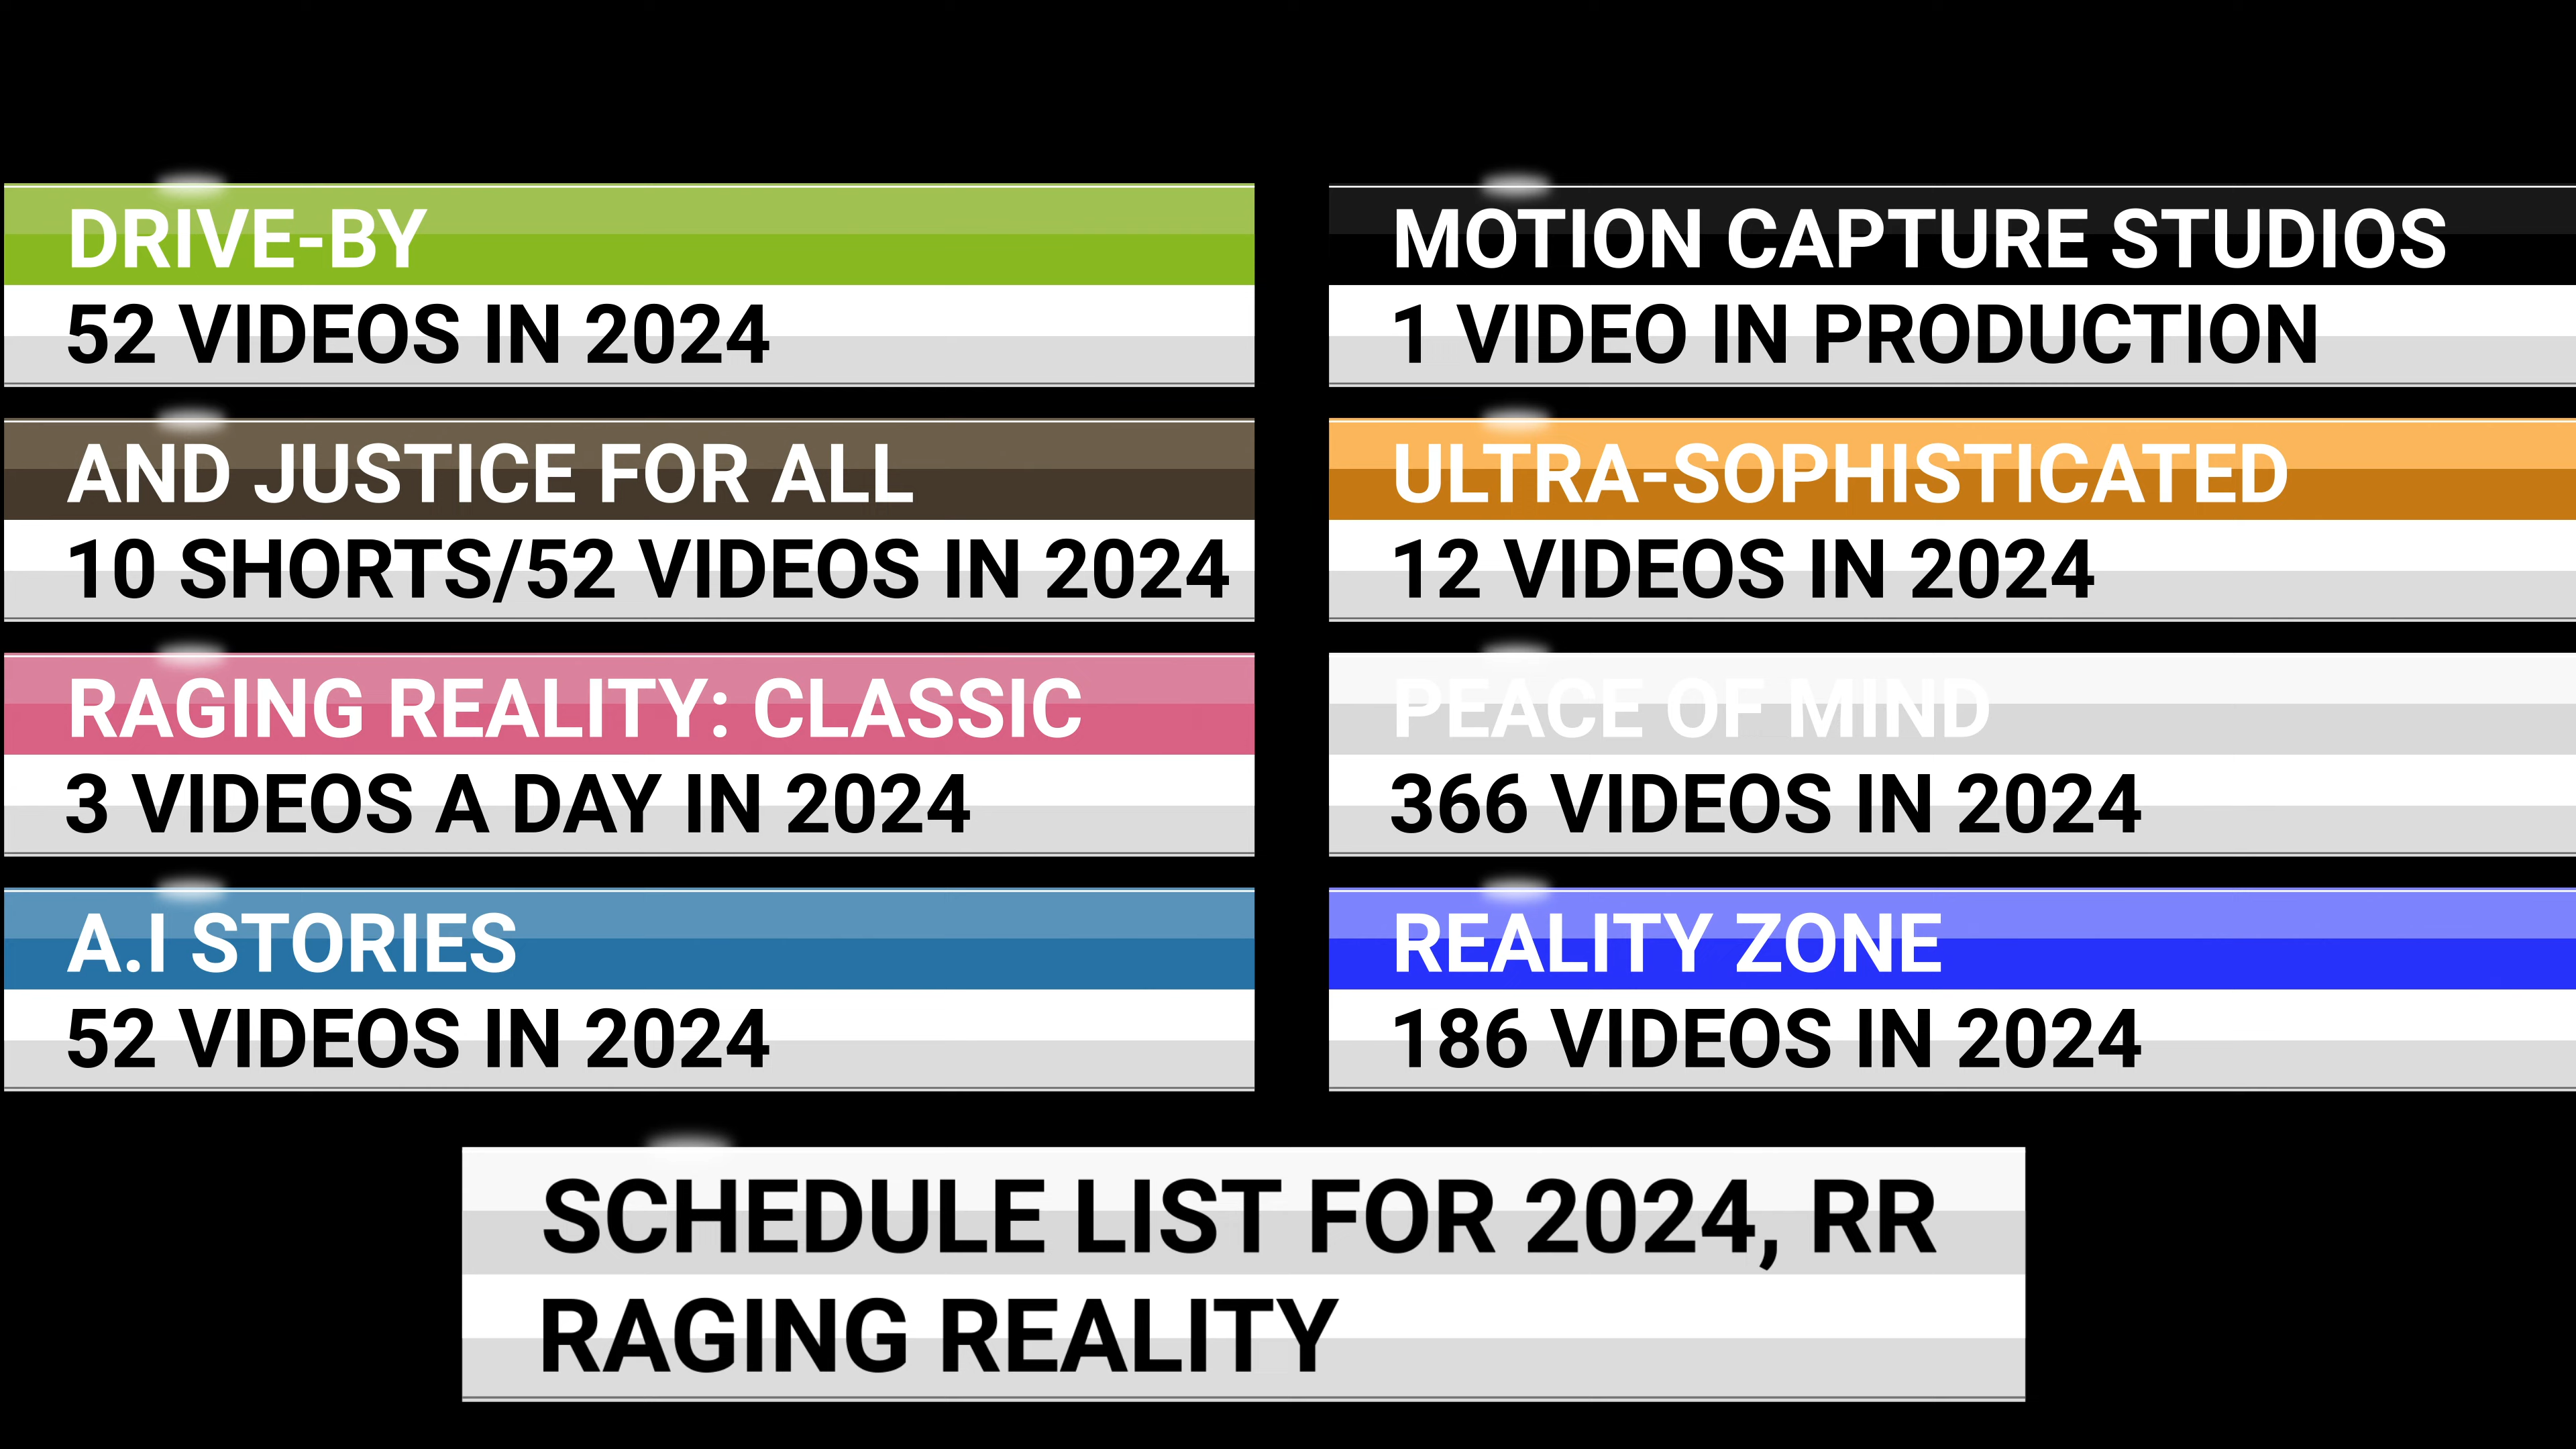 DRIVE-BY
52 VIDEOS IN 2024
AND JUSTICE FOR ALL
10 SHORTS/52 VIDEOS IN 2024
RAGING REALITY: CLASSIC
3 VIDEOS A DAY IN 2024
A.I STORIES
52 VIDEOS IN 2024
MOTION CAPTURE STUDIOS
1 VIDEO IN PRODUCTION
ULTRA-SOPHISTICATED
12 VIDEOS IN 2024
PEACE OF MIND
366 VIDEOS IN 2024
REALITY ZONE
186 VIDEOS IN 2024
SCHEDULE LIST FOR 2024, RR
RAGING REALITY